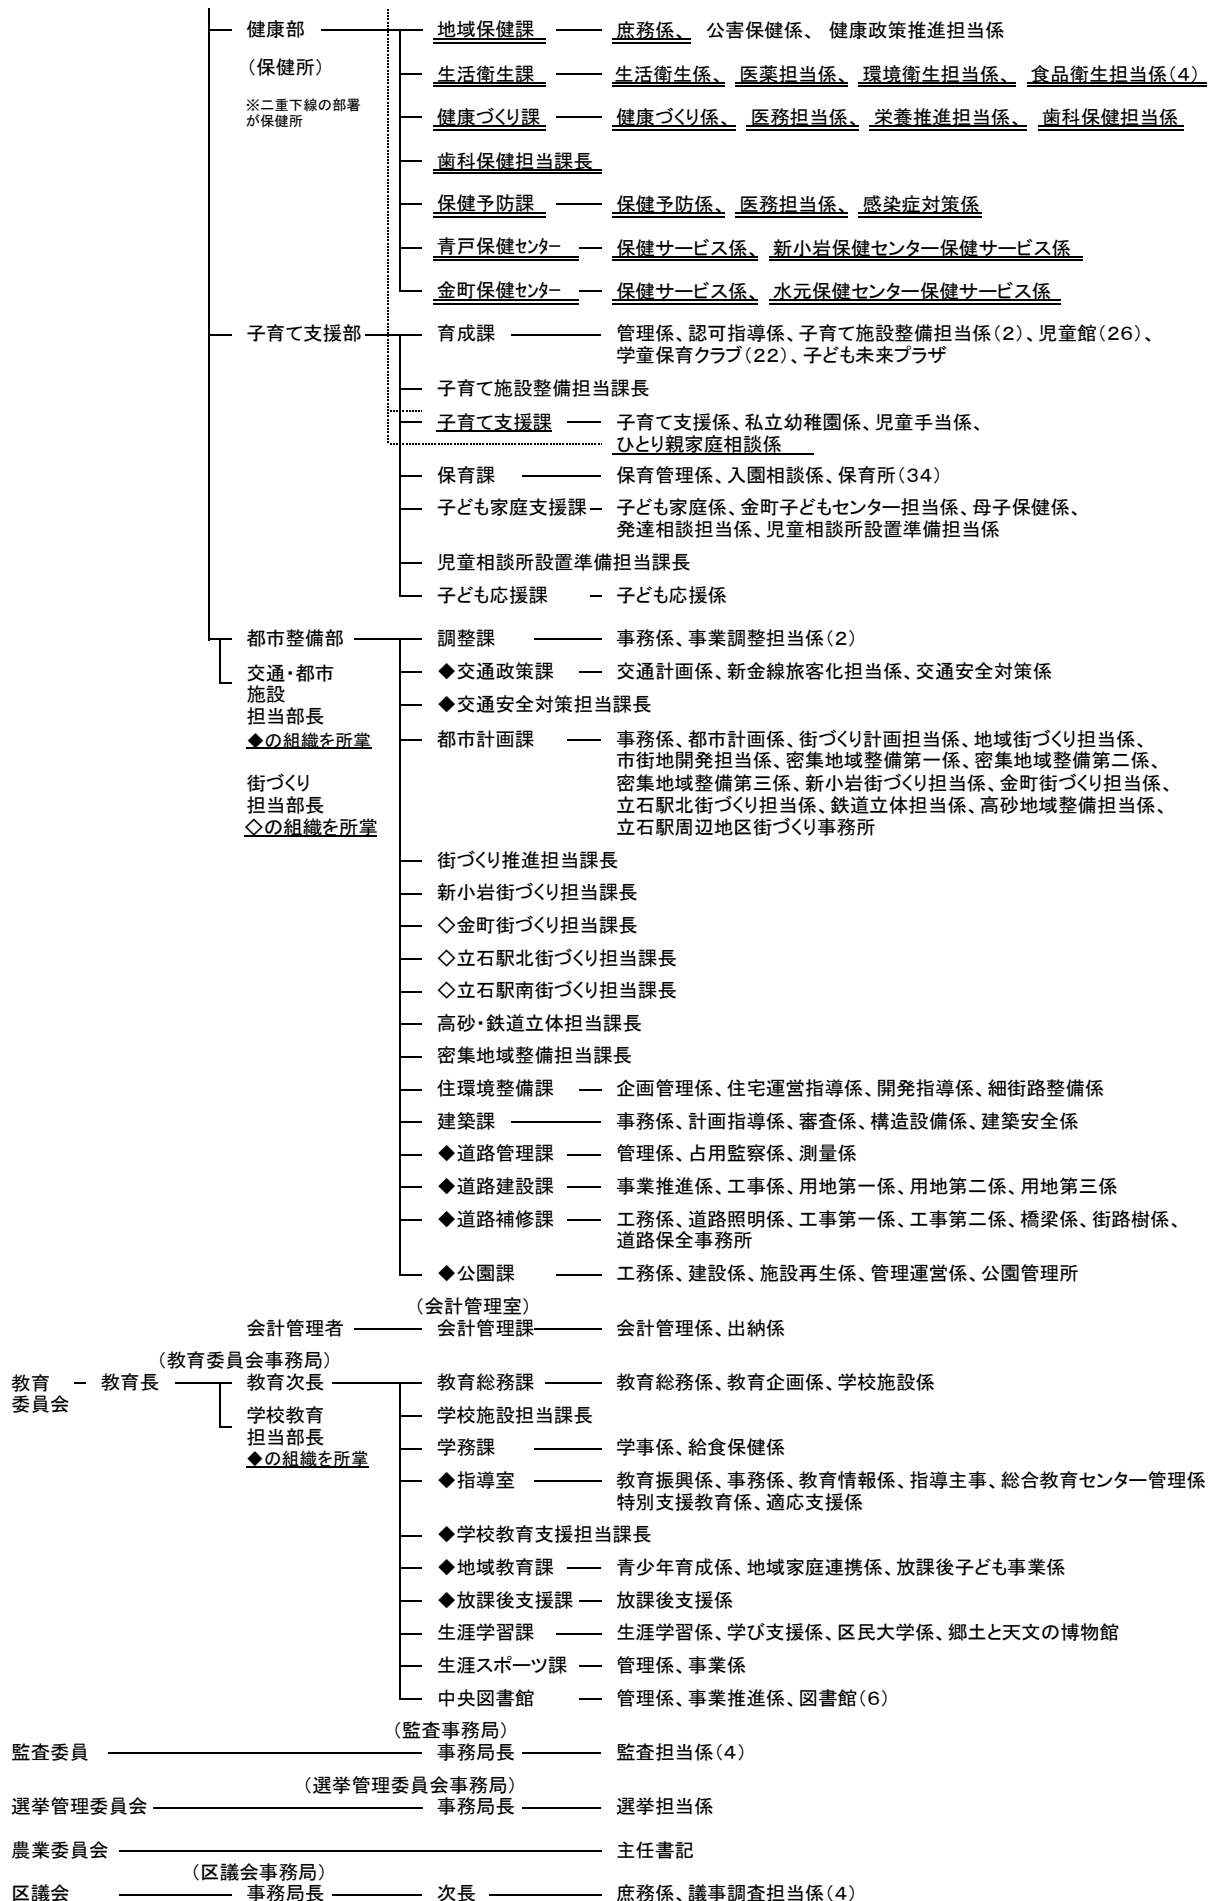 健康部 地域保健課 庶務係、 公害保健係、 健康政策推進担当係
（保健所） 生活衛生課 生活衛生係、 医薬担当係、 環境衛生担当係、 食品衛生担当係（4）
※二重下線の部署
が保健所
健康づくり課 健康づくり係、 医務担当係、 栄養推進担当係、 歯科保健担当係
歯科保健担当課長
保健予防課 保健予防係、 医務担当係、 感染症対策係
青戸保健センター 保健サービス係、 新小岩保健センター保健サービス係
金町保健センター 保健サービス係、 水元保健センター保健サービス係
子育て支援部 育成課 管理係、認可指導係、子育て施設整備担当係（2）、児童館（26）、
学童保育クラブ（22）、子ども未来プラザ
子育て施設整備担当課長
子育て支援課 子育て支援係、私立幼稚園係、児童手当係、
ひとり親家庭相談係
保育課 保育管理係、入園相談係、保育所（34）
子ども家庭支援課 子ども家庭係、金町子どもセンター担当係、母子保健係、
発達相談担当係、児童相談所設置準備担当係
児童相談所設置準備担当課長
子ども応援課 子ども応援係
都市整備部 調整課 事務係、事業調整担当係（2）
交通・都市
施設
担当部長
◆の組織を所掌
◆交通政策課 交通計画係、新金線旅客化担当係、交通安全対策係
◆交通安全対策担当課長
街づくり
担当部長
◇の組織を所掌
都市計画課 事務係、都市計画係、街づくり計画担当係、地域街づくり担当係、
市街地開発担当係、密集地域整備第一係、密集地域整備第二係、
密集地域整備第三係、新小岩街づくり担当係、金町街づくり担当係、
立石駅北街づくり担当係、鉄道立体担当係、高砂地域整備担当係、
立石駅周辺地区街づくり事務所
街づくり推進担当課長
新小岩街づくり担当課長
◇金町街づくり担当課長
◇立石駅北街づくり担当課長
◇立石駅南街づくり担当課長
高砂・鉄道立体担当課長
密集地域整備担当課長
住環境整備課 企画管理係、住宅運営指導係、開発指導係、細街路整備係
建築課 事務係、計画指導係、審査係、構造設備係、建築安全係
◆道路管理課 管理係、占用監察係、測量係
◆道路建設課 事業推進係、工事係、用地第一係、用地第二係、用地第三係
◆道路補修課 工務係、道路照明係、工事第一係、工事第二係、橋梁係、街路樹係、
道路保全事務所
◆公園課 工務係、建設係、施設再生係、管理運営係、公園管理所
（会計管理室）
会計管理者 会計管理課 会計管理係、出納係
（教育委員会事務局）
教育
委員会
教育長 教育次長 教育総務課 教育総務係、教育企画係、学校施設係
学校教育
担当部長
◆の組織を所掌
学校施設担当課長
学務課 学事係、給食保健係
◆指導室 教育振興係、事務係、教育情報係、指導主事、総合教育センター管理係
特別支援教育係、適応支援係
◆学校教育支援担当課長
◆地域教育課 青少年育成係、地域家庭連携係、放課後子ども事業係
◆放課後支援課 放課後支援係
生涯学習課 生涯学習係、学び支援係、区民大学係、郷土と天文の博物館
生涯スポーツ課 管理係、事業係
中央図書館 管理係、事業推進係、図書館（6）
（監査事務局）
監査委員 事務局長 監査担当係（4）
（選挙管理委員会事務局）
選挙管理委員会 事務局長 選挙担当係
農業委員会 主任書記
（区議会事務局）
区議会 事務局長 次長 庶務係、議事調査担当係（4）